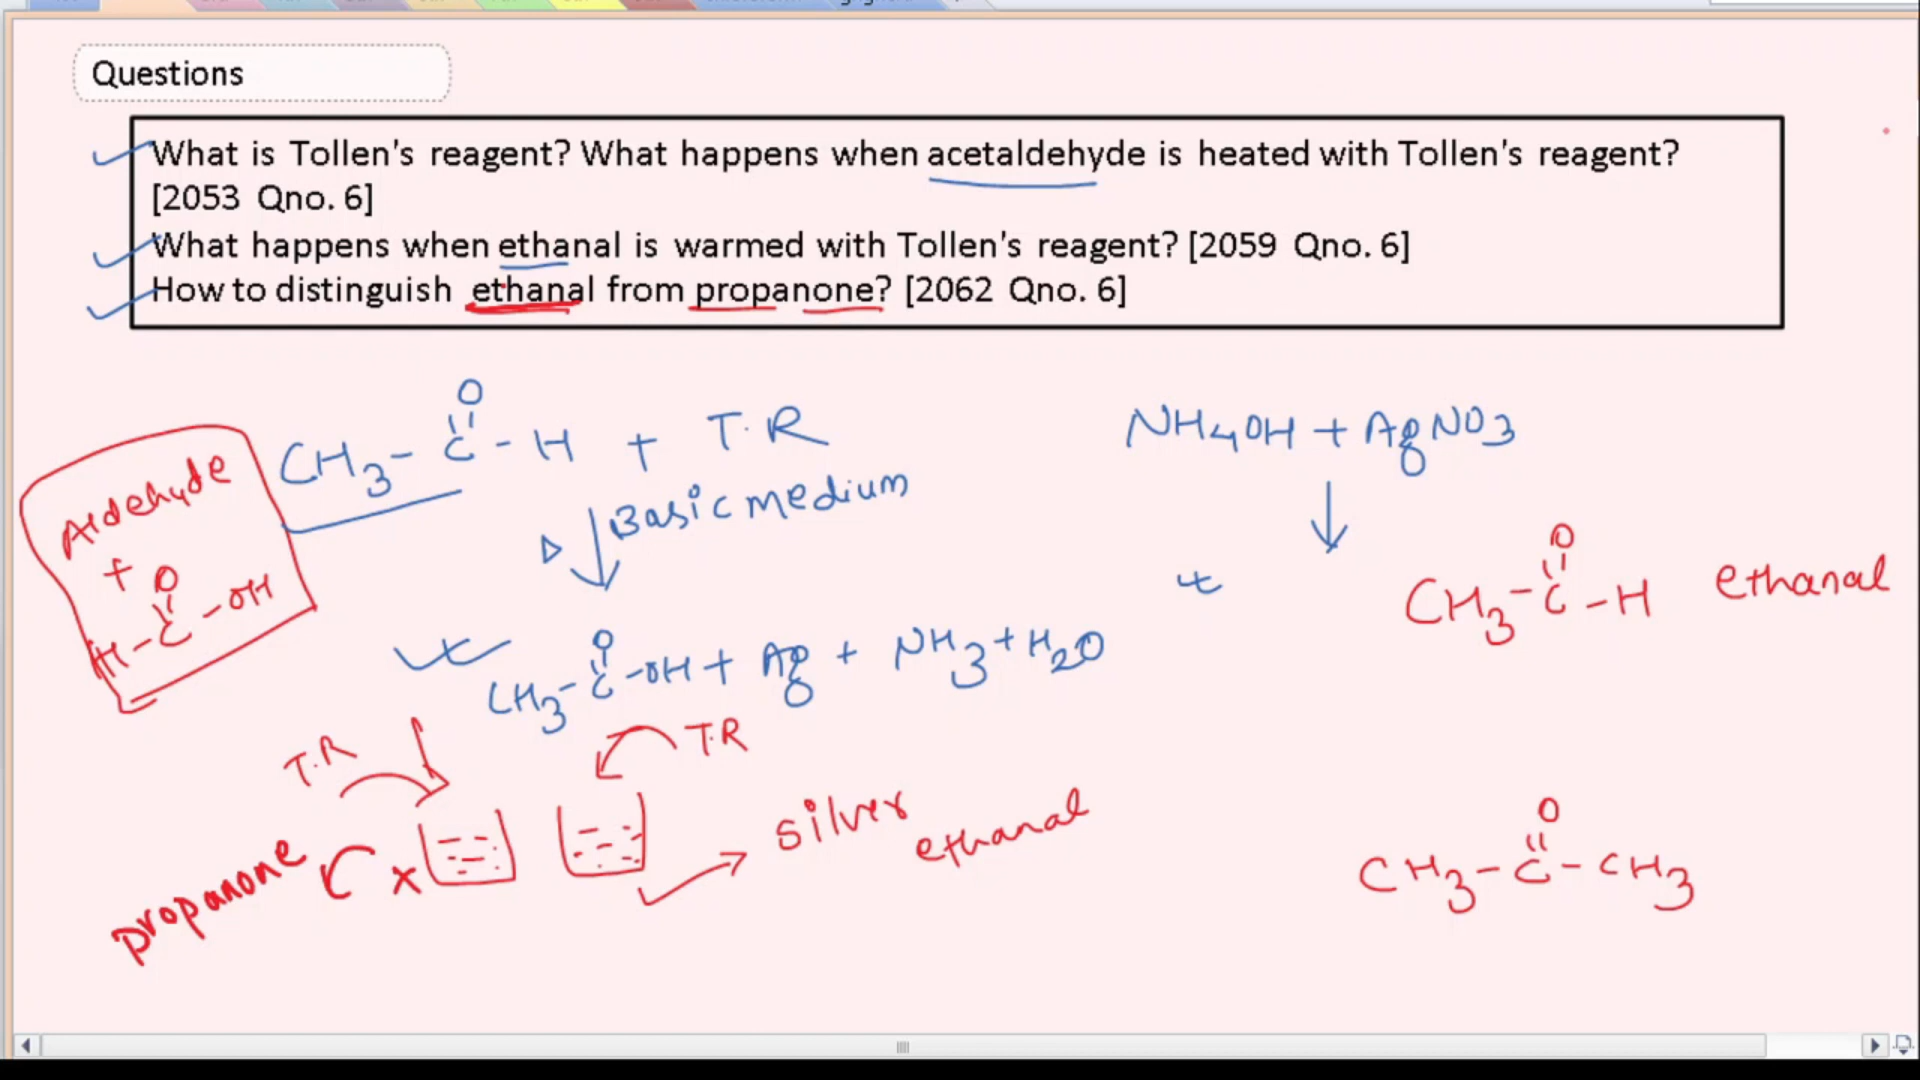 Questions
What is Tollen's reagent? What happens when acetaldehyde is heated with Tollen's reagent?
[2053 Qno. 6]
What happens when ethanal is warmed with Tollen's reagent? [2059 Qno. 6]
How to distinguish ethanal from propanone? [2062 Qno. 6]
O
CH3-C-H + T.R
NH4OH + AgNO3
Aldehyde
+
O
H-C-OH
Δ Basic medium
O
CH3-C-H ethanal
O
CH3-C-OH + Ag + NH3 + H2O
T.R
T.R
silver
ethanal
propanone
x
O
CH3-C-CH3